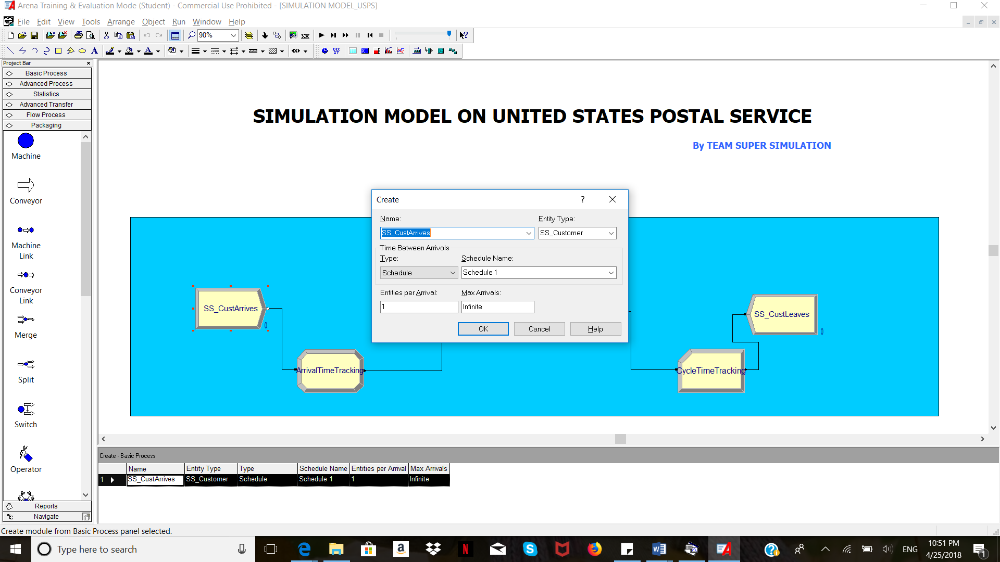 Arena Training & Evaluation Mode (Student) - Commercial Use Prohibited - [SIMULATION MODEL_USPS]
File Edit View Tools Arrange Object Run Window Help
90%
Project Bar
Basic Process
Advanced Process
Statistics
Advanced Transfer
Flow Process
Packaging
Machine
Conveyor
Machine
Link
Conveyor
Link
Merge
Split
Switch
Operator
Reports
Navigate
SIMULATION MODEL ON UNITED STATES POSTAL SERVICE
By TEAM SUPER SIMULATION
Create
Name: Entity Type:
SS_CustArrives SS_Customer
Time Between Arrivals
Type: Schedule Name:
Schedule Schedule 1
Entities per Arrival: Max Arrivals:
1 Infinite
OK Cancel Help
SS_CustArrives
0
ArrivalTimeTracking
SS_CustLeaves
0
CycleTimeTracking
Create - Basic Process
Name Entity Type Type Schedule Name Entities per Arrival Max Arrivals
1 SS_CustArrives SS_Customer Schedule Schedule 1 1 Infinite
Create module from Basic Process panel selected.
Type here to search
ENG
10:51 PM
4/25/2018
1